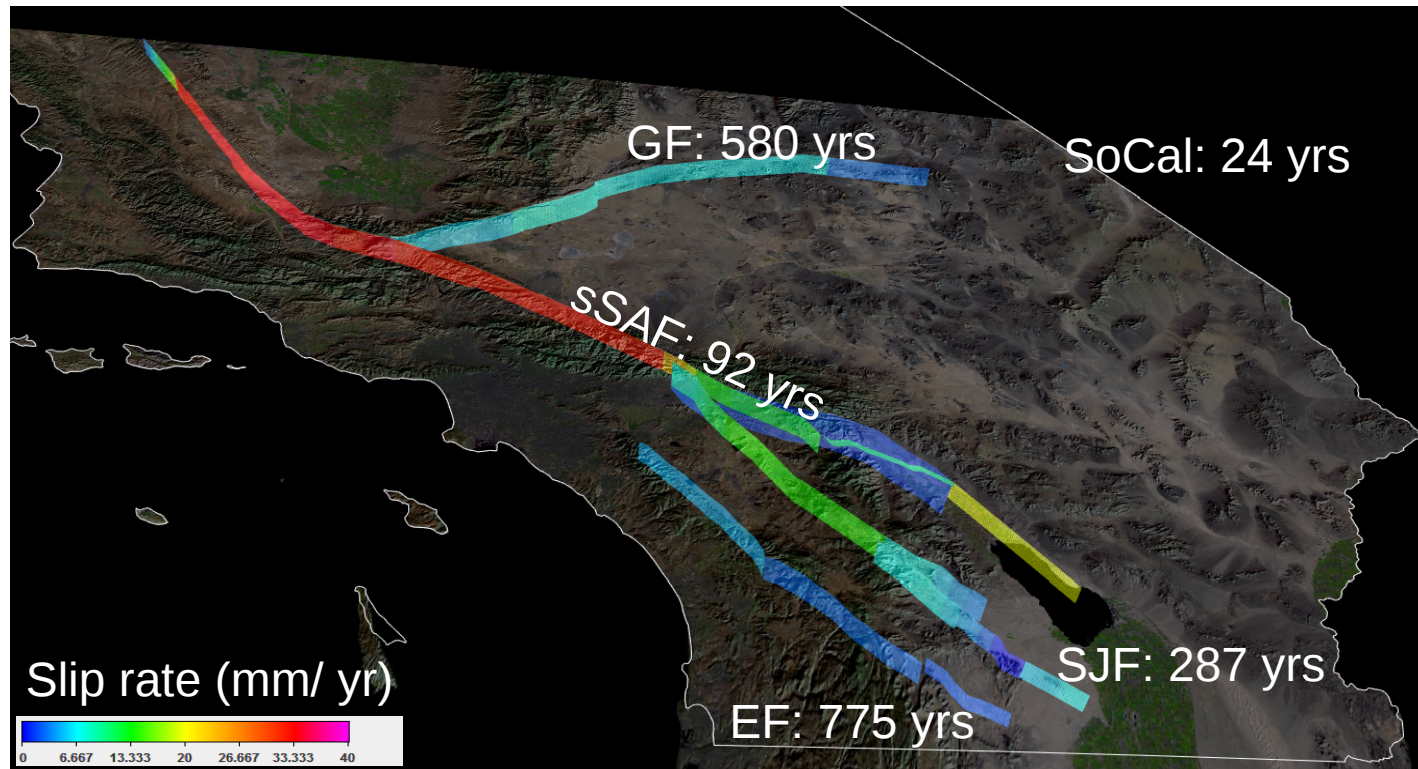 GF: 580 yrs
SoCal: 24 yrs
sSAF: 92 yrs
SJF: 287 yrs
EF: 775 yrs
Slip rate (mm/ yr)
0 6.667 13.333 20 26.667 33.333 40